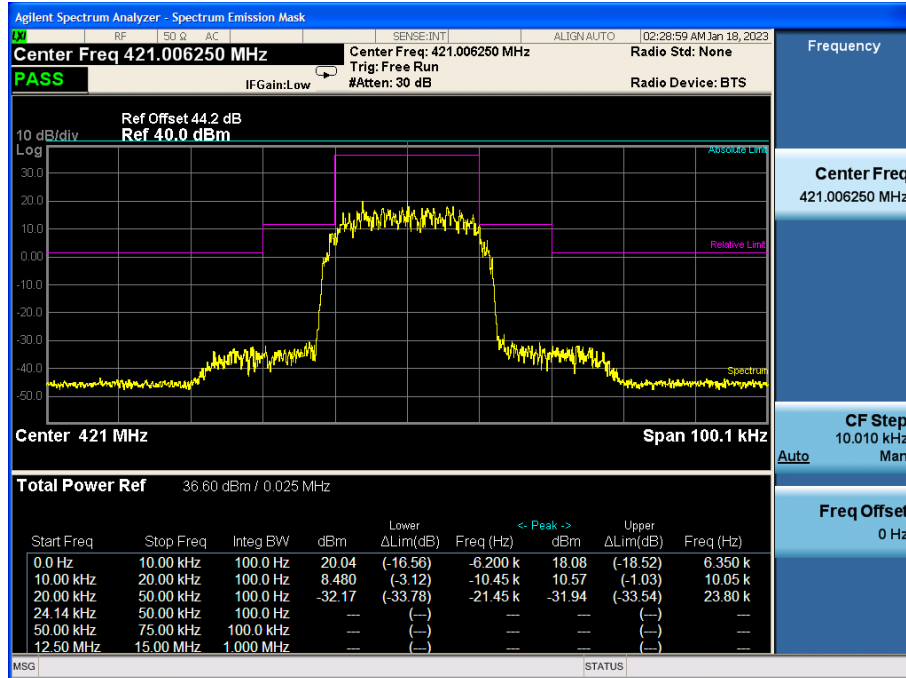 Agilent Spectrum Analyzer - Spectrum Emission Mask
LXI RF 50 Ω AC SENSE:INT ALIGN AUTO 02:28:59 AM Jan 18, 2023
Center Freq 421.006250 MHz
Center Freq: 421.006250 MHz
Radio Std: None
Trig: Free Run
PASS
IFGain:Low
#Atten: 30 dB
Radio Device: BTS
Ref Offset 44.2 dB
10 dB/div Ref 40.0 dBm
Log
Absolute Limit
30.0
20.0
10.0
Relative Limit
0.00
-10.0
-20.0
-30.0
-40.0
Spectrum
-50.0
Center 421 MHz
Span 100.1 kHz
Total Power Ref 36.60 dBm / 0.025 MHz
Lower <- Peak -> Upper
Start Freq Stop Freq Integ BW dBm ΔLim(dB) Freq (Hz) dBm ΔLim(dB) Freq (Hz)
0.0 Hz 10.00 kHz 100.0 Hz 20.04 (-16.56) -6.200 k 18.08 (-18.52) 6.350 k
10.00 kHz 20.00 kHz 100.0 Hz 8.480 (-3.12) -10.45 k 10.57 (-1.03) 10.05 k
20.00 kHz 50.00 kHz 100.0 Hz -32.17 (-33.78) -21.45 k -31.94 (-33.54) 23.80 k
24.14 kHz 50.00 kHz 100.0 Hz --- (---) --- --- (---) ---
50.00 kHz 75.00 kHz 100.0 kHz --- (---) --- --- (---) ---
12.50 MHz 15.00 MHz 1.000 MHz --- (---) --- --- (---) ---
MSG STATUS
Frequency
Center Freq
421.006250 MHz
CF Step
10.010 kHz
Auto Man
Freq Offset
0 Hz